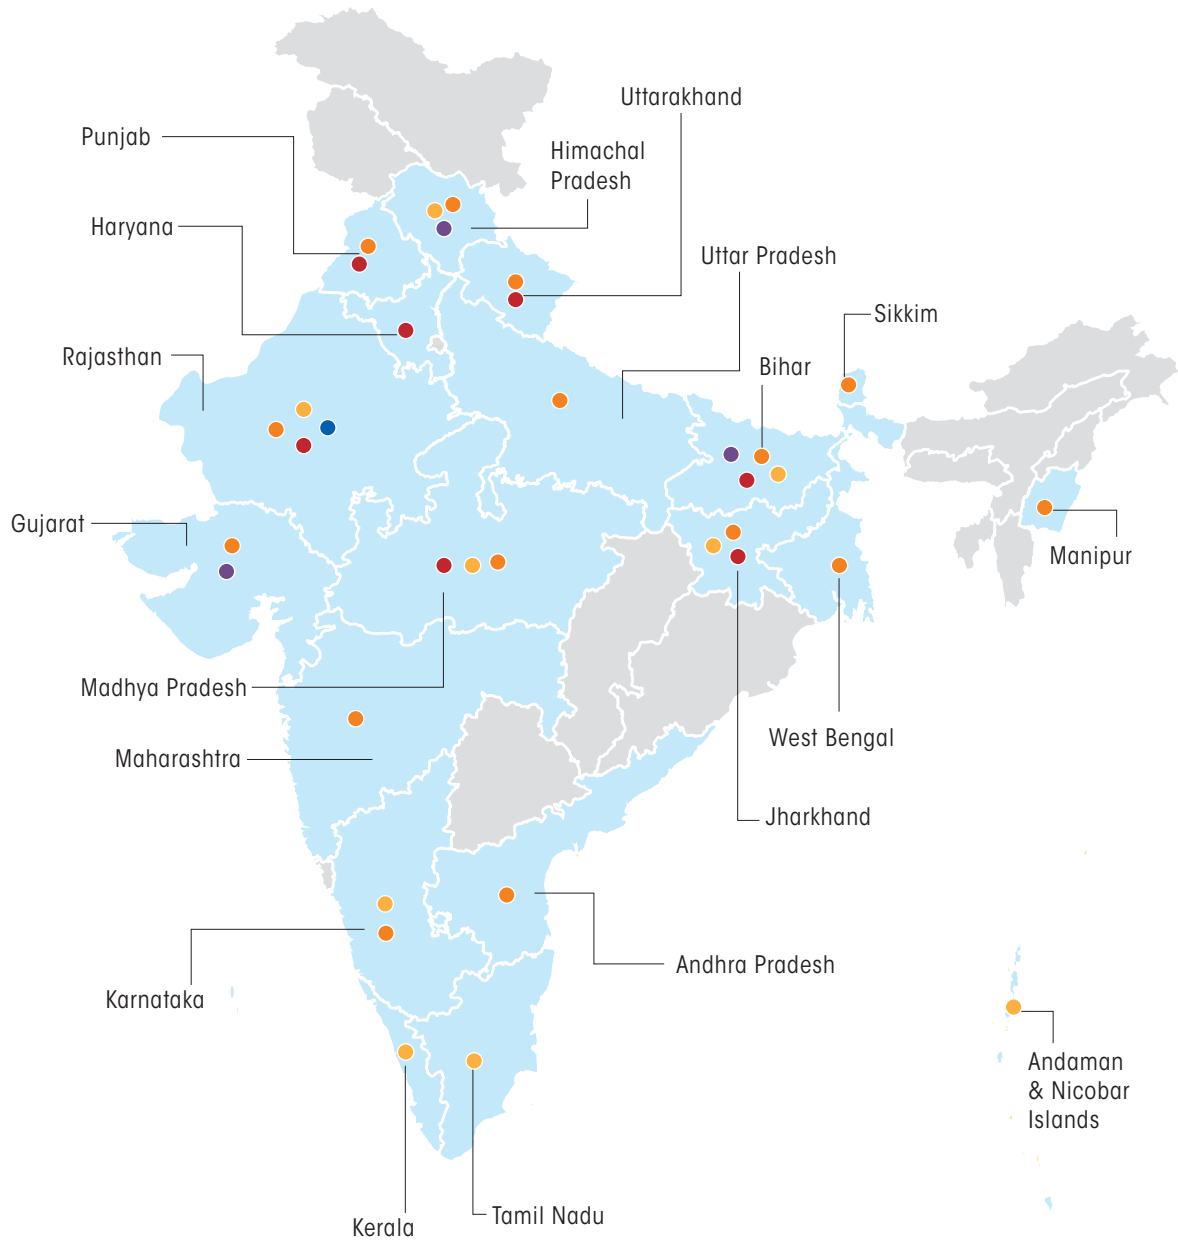 Uttarakhand
Punjab
Himachal
Pradesh
Haryana
Uttar Pradesh
Sikkim
Rajasthan
Bihar
Gujarat
Manipur
Madhya Pradesh
West Bengal
Maharashtra
Jharkhand
Andhra Pradesh
Karnataka
Andaman
& Nicobar
Islands
Tamil Nadu
Kerala